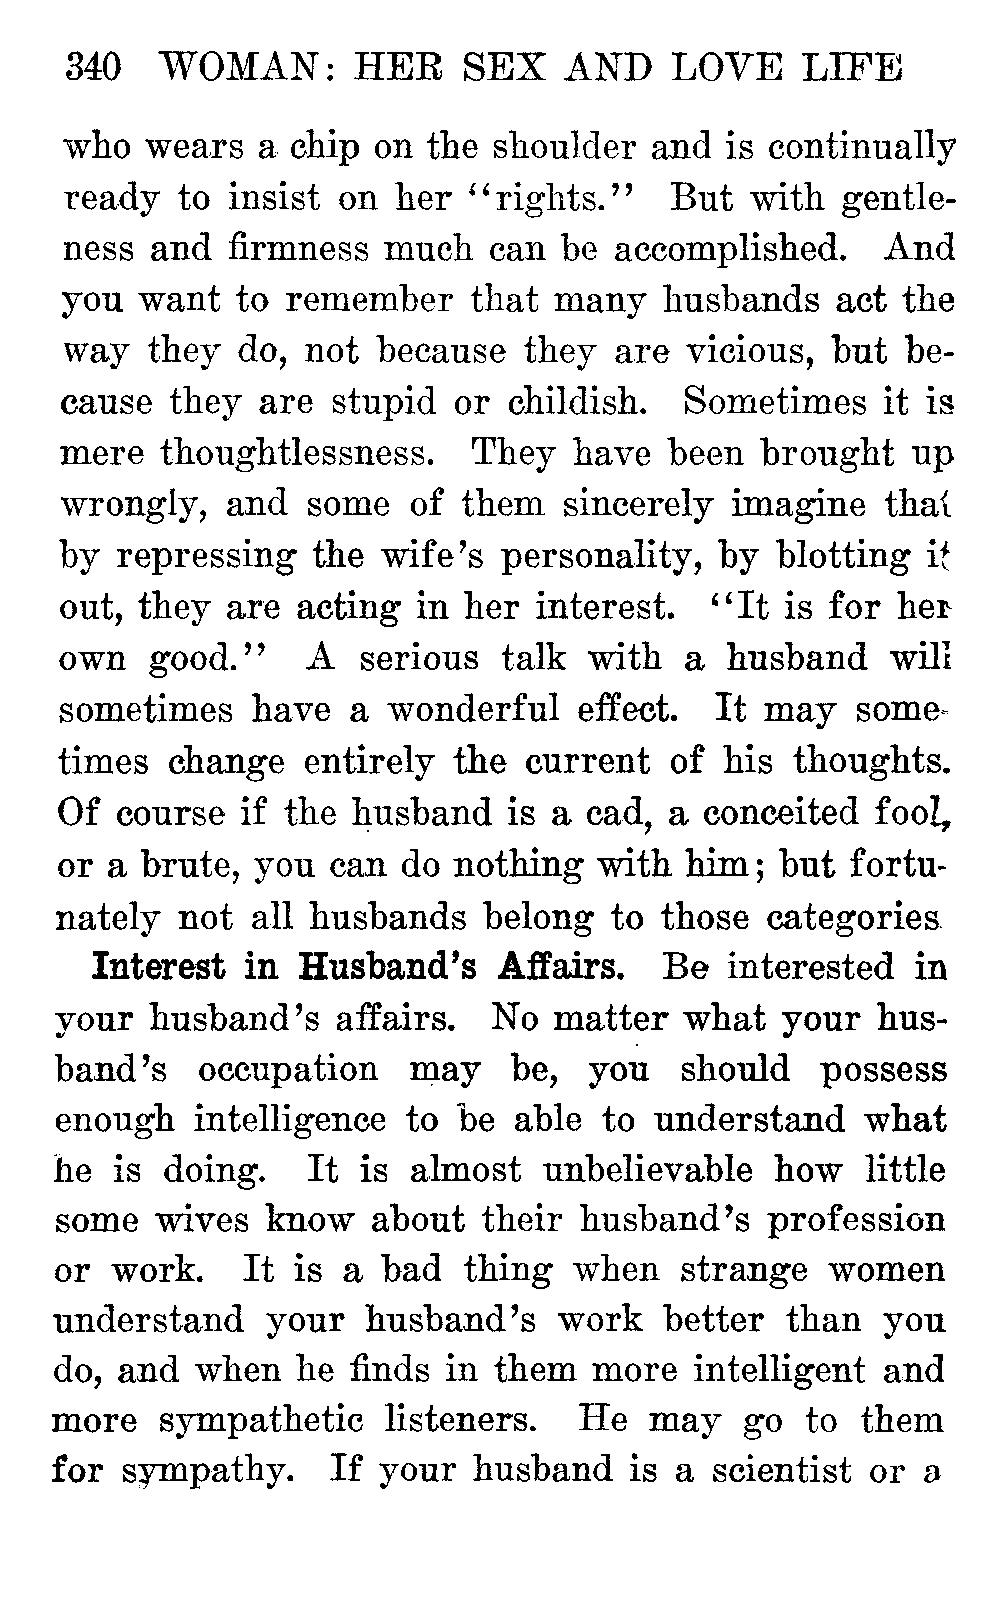 340 WOMAN: HER SEX AND LOVE LIFE
who wears a chip on the shoulder and is continually
ready to insist on her "rights." But with gentle-
ness and firmness much can be accomplished. And
you want to remember that many husbands act the
way they do, not because they are vicious, but be-
cause they are stupid or childish. Sometimes it is
mere thoughtlessness. They have been brought up
wrongly, and some of them sincerely imagine that
by repressing the wife's personality, by blotting it
out, they are acting in her interest. "It is for her
own good." A serious talk with a husband will
sometimes have a wonderful effect. It may some-
times change entirely the current of his thoughts.
Of course if the husband is a cad, a conceited fool,
or a brute, you can do nothing with him; but fortu-
nately not all husbands belong to those categories.
Interest in Husband's Affairs. Be interested in
your husband's affairs. No matter what your hus-
band's occupation may be, you should possess
enough intelligence to be able to understand what
he is doing. It is almost unbelievable how little
some wives know about their husband's profession
or work. It is a bad thing when strange women
understand your husband's work better than you
do, and when he finds in them more intelligent and
more sympathetic listeners. He may go to them
for sympathy. If your husband is a scientist or a